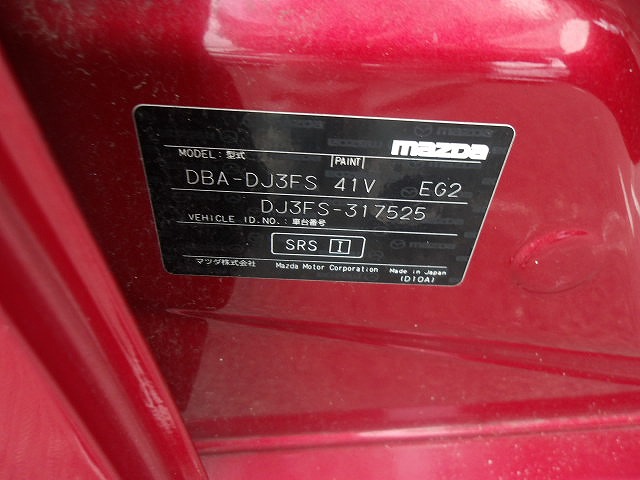 mazda
MODEL: 型式 PAINT
DBA-DJ3FS 41V EG2
DJ3FS-317525
VEHICLE ID.NO.: 車台番号
SRS I
マツダ株式会社 Mazda Motor Corporation Made in Japan
(D10A)